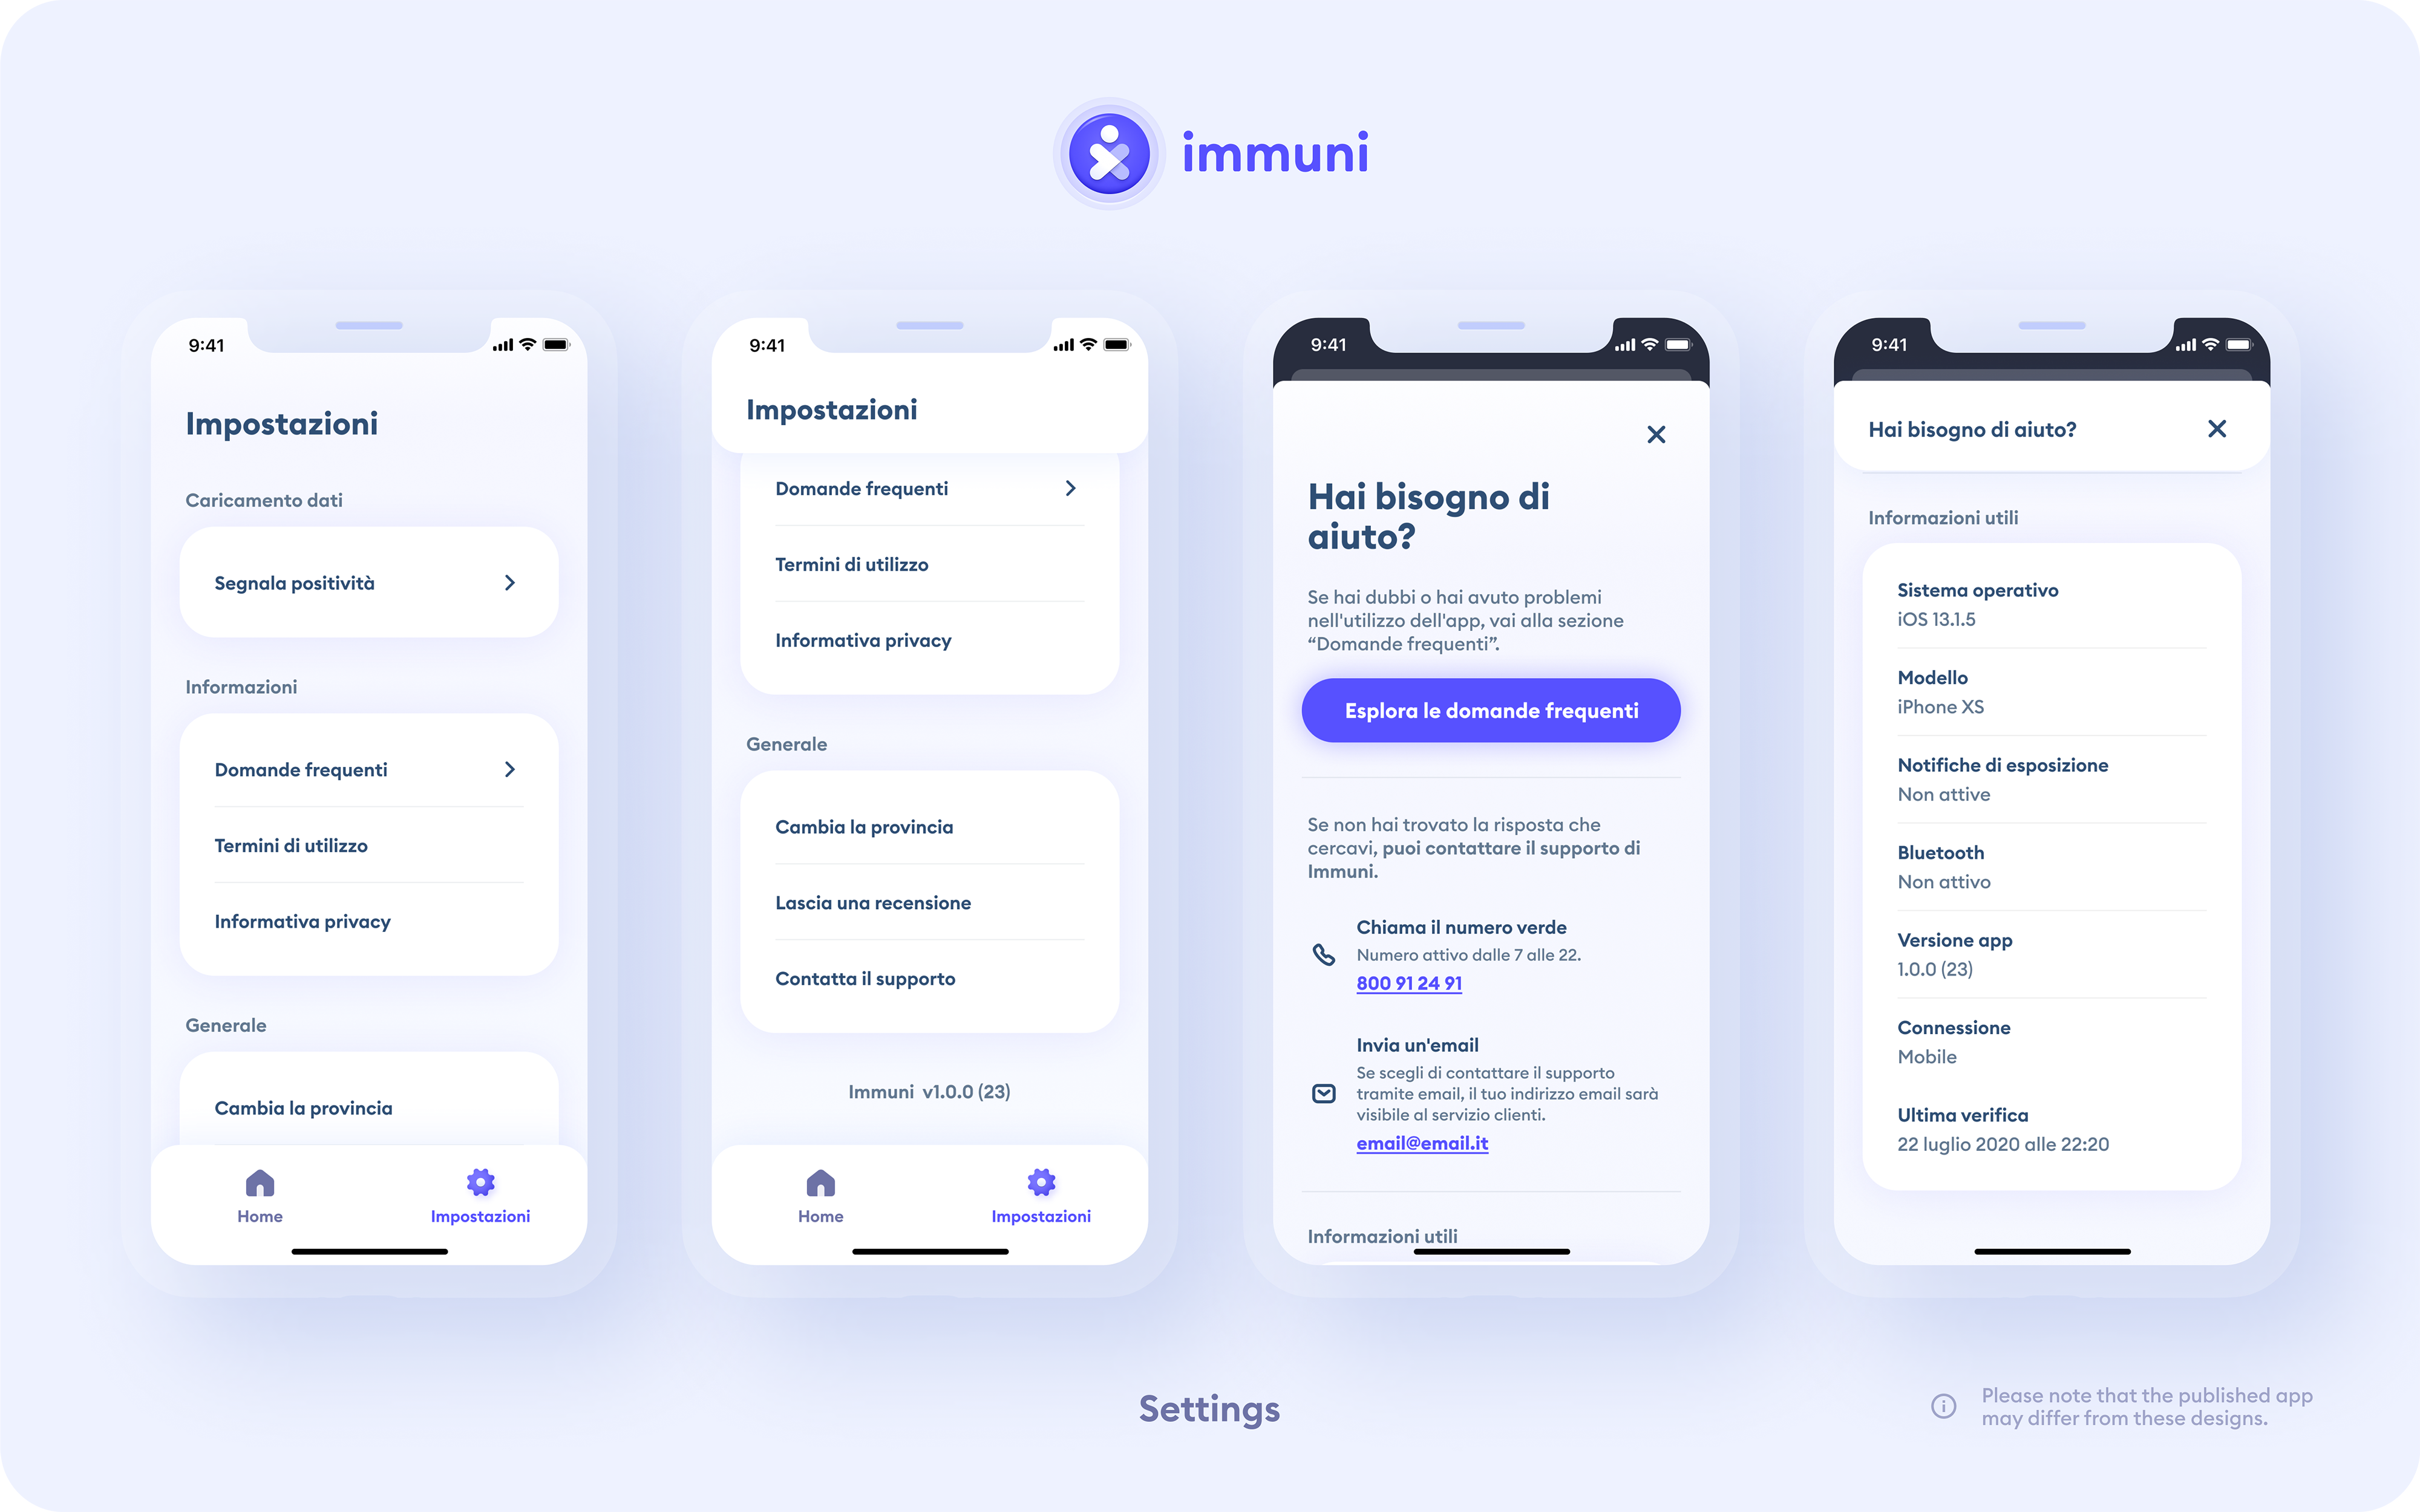 immuni
9:41
Impostazioni
Caricamento dati
Segnala positività
Informazioni
Domande frequenti
Termini di utilizzo
Informativa privacy
Generale
Cambia la provincia
Home
Impostazioni
9:41
Impostazioni
Domande frequenti
Termini di utilizzo
Informativa privacy
Generale
Cambia la provincia
Lascia una recensione
Contatta il supporto
Immuni v1.0.0 (23)
Home
Impostazioni
9:41
Hai bisogno di
aiuto?
Se hai dubbi o hai avuto problemi
nell'utilizzo dell'app, vai alla sezione
“Domande frequenti”.
Esplora le domande frequenti
Se non hai trovato la risposta che
cercavi, puoi contattare il supporto di
Immuni.
Chiama il numero verde
Numero attivo dalle 7 alle 22.
800 91 24 91
Invia un'email
Se scegli di contattare il supporto
tramite email, il tuo indirizzo email sarà
visibile al servizio clienti.
email@email.it
Informazioni utili
9:41
Hai bisogno di aiuto?
Informazioni utili
Sistema operativo
iOS 13.1.5
Modello
iPhone XS
Notifiche di esposizione
Non attive
Bluetooth
Non attivo
Versione app
1.0.0 (23)
Connessione
Mobile
Ultima verifica
22 luglio 2020 alle 22:20
Settings
Please note that the published app
may differ from these designs.